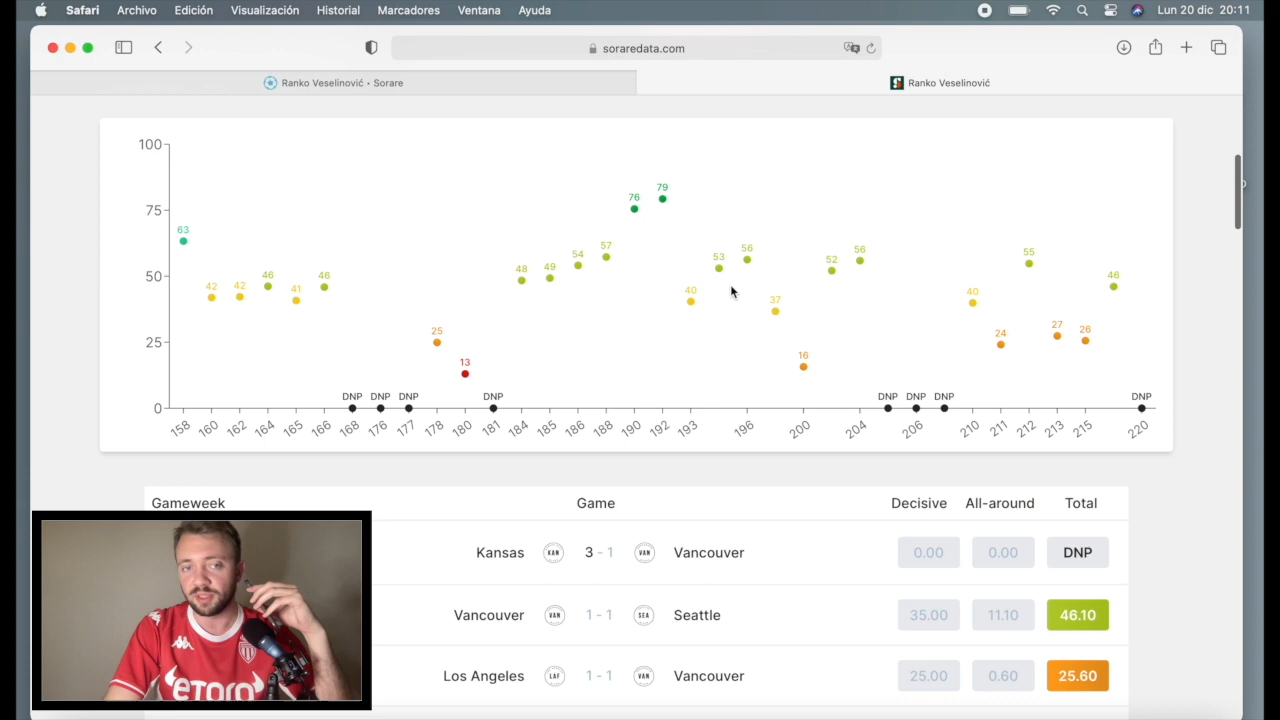 Safari Archivo Edición Visualización Historial Marcadores Ventana Ayuda Lun 20 dic 20:11
soraredata.com
Ranko Veselinović • Sorare Ranko Veselinović
100
75
50
25
0
63 42 42 46 41 46 DNP DNP DNP 25 13 DNP 48 49 54 57 76 79 40 53 56 37 16 52 56 DNP DNP DNP 40 24 55 27 26 46 DNP
158 160 162 164 165 166 168 176 177 178 180 181 184 185 186 188 190 192 193 196 200 204 206 210 211 212 213 215 220
Gameweek Game Decisive All-around Total
Kansas KAN 3 - 1 VAN Vancouver 0.00 0.00 DNP
Vancouver VAN 1 - 1 SEA Seattle 35.00 11.10 46.10
Los Angeles LAF 1 - 1 VAN Vancouver 25.00 0.60 25.60
eToro